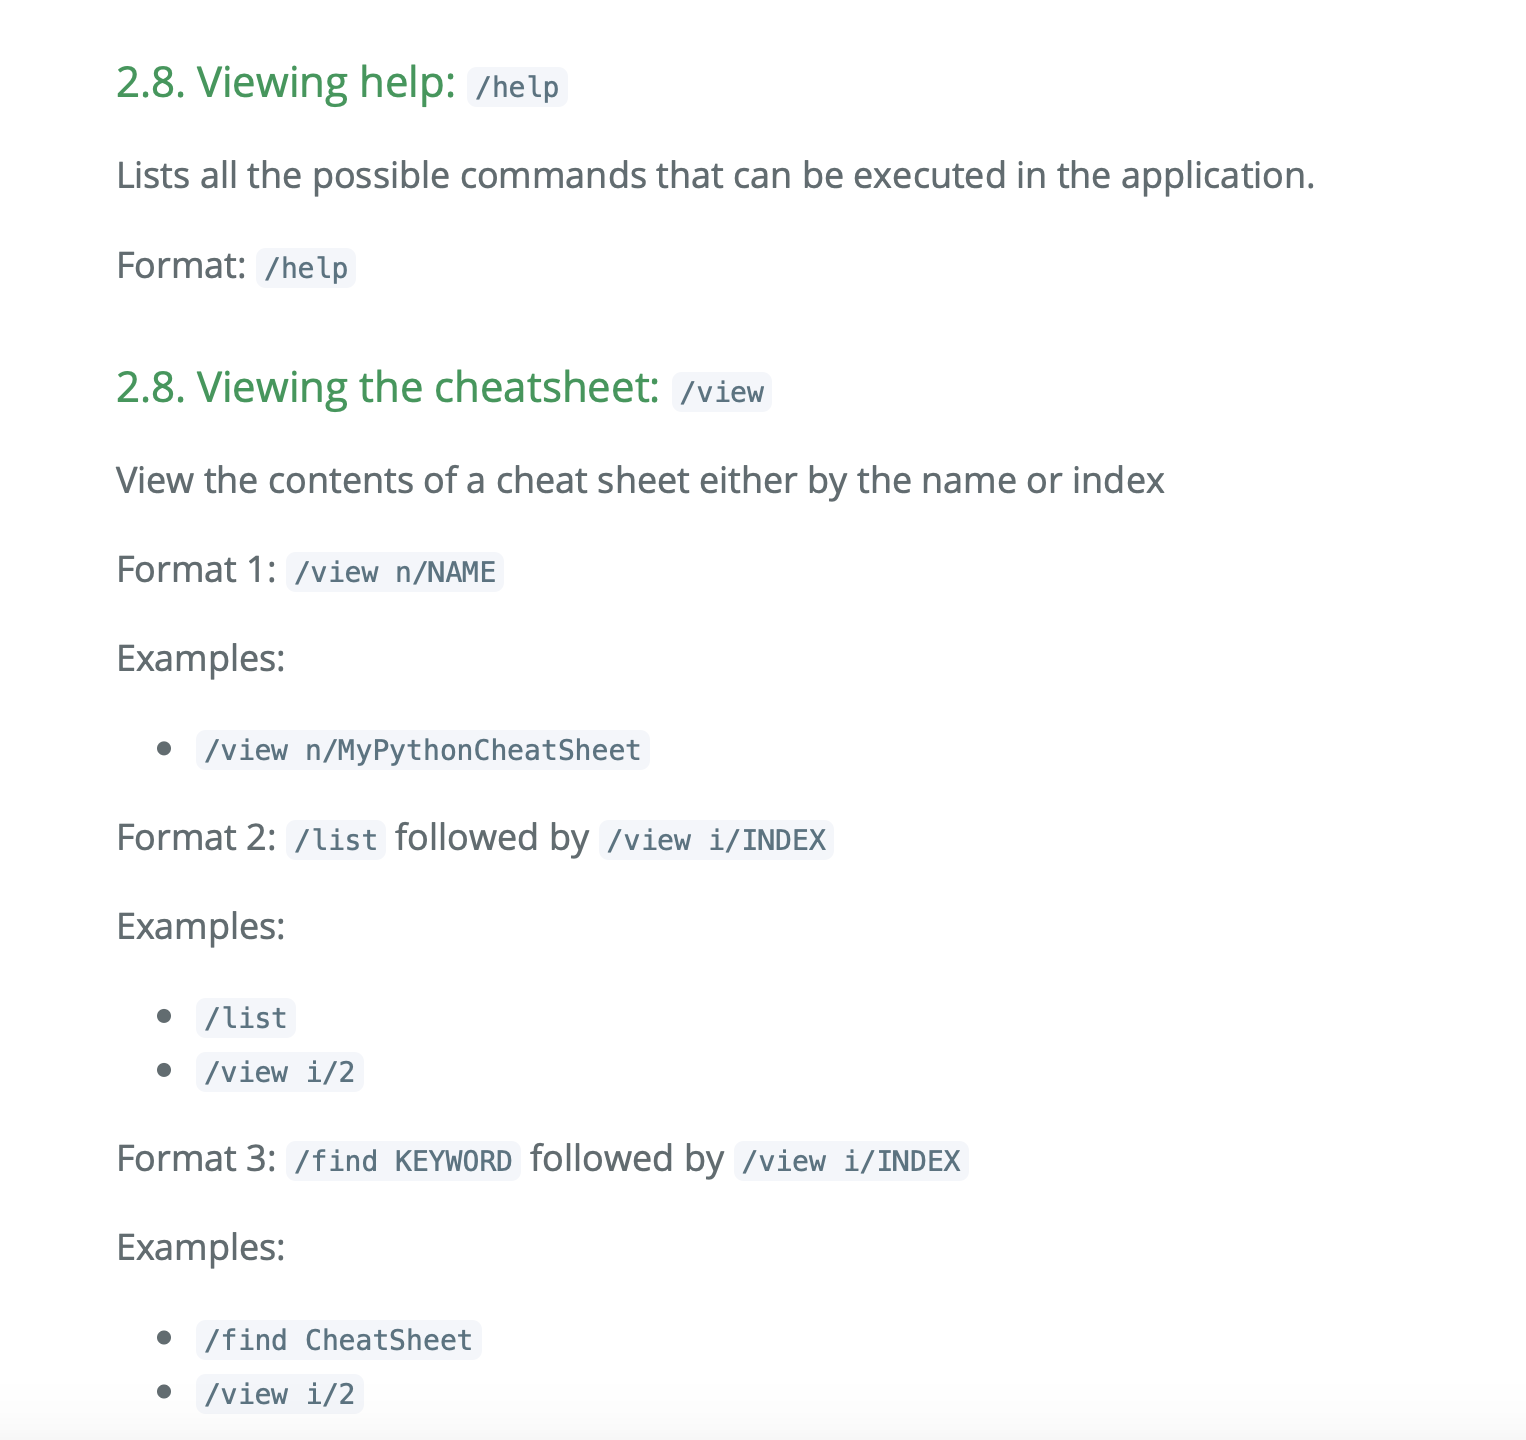 2.8. Viewing help: /help
Lists all the possible commands that can be executed in the application.
Format: /help
2.8. Viewing the cheatsheet: /view
View the contents of a cheat sheet either by the name or index
Format 1: /view n/NAME
Examples:
/view n/MyPythonCheatSheet
Format 2: /list followed by /view i/INDEX
Examples:
/list
/view i/2
Format 3: /find KEYWORD followed by /view i/INDEX
Examples:
/find CheatSheet
/view i/2